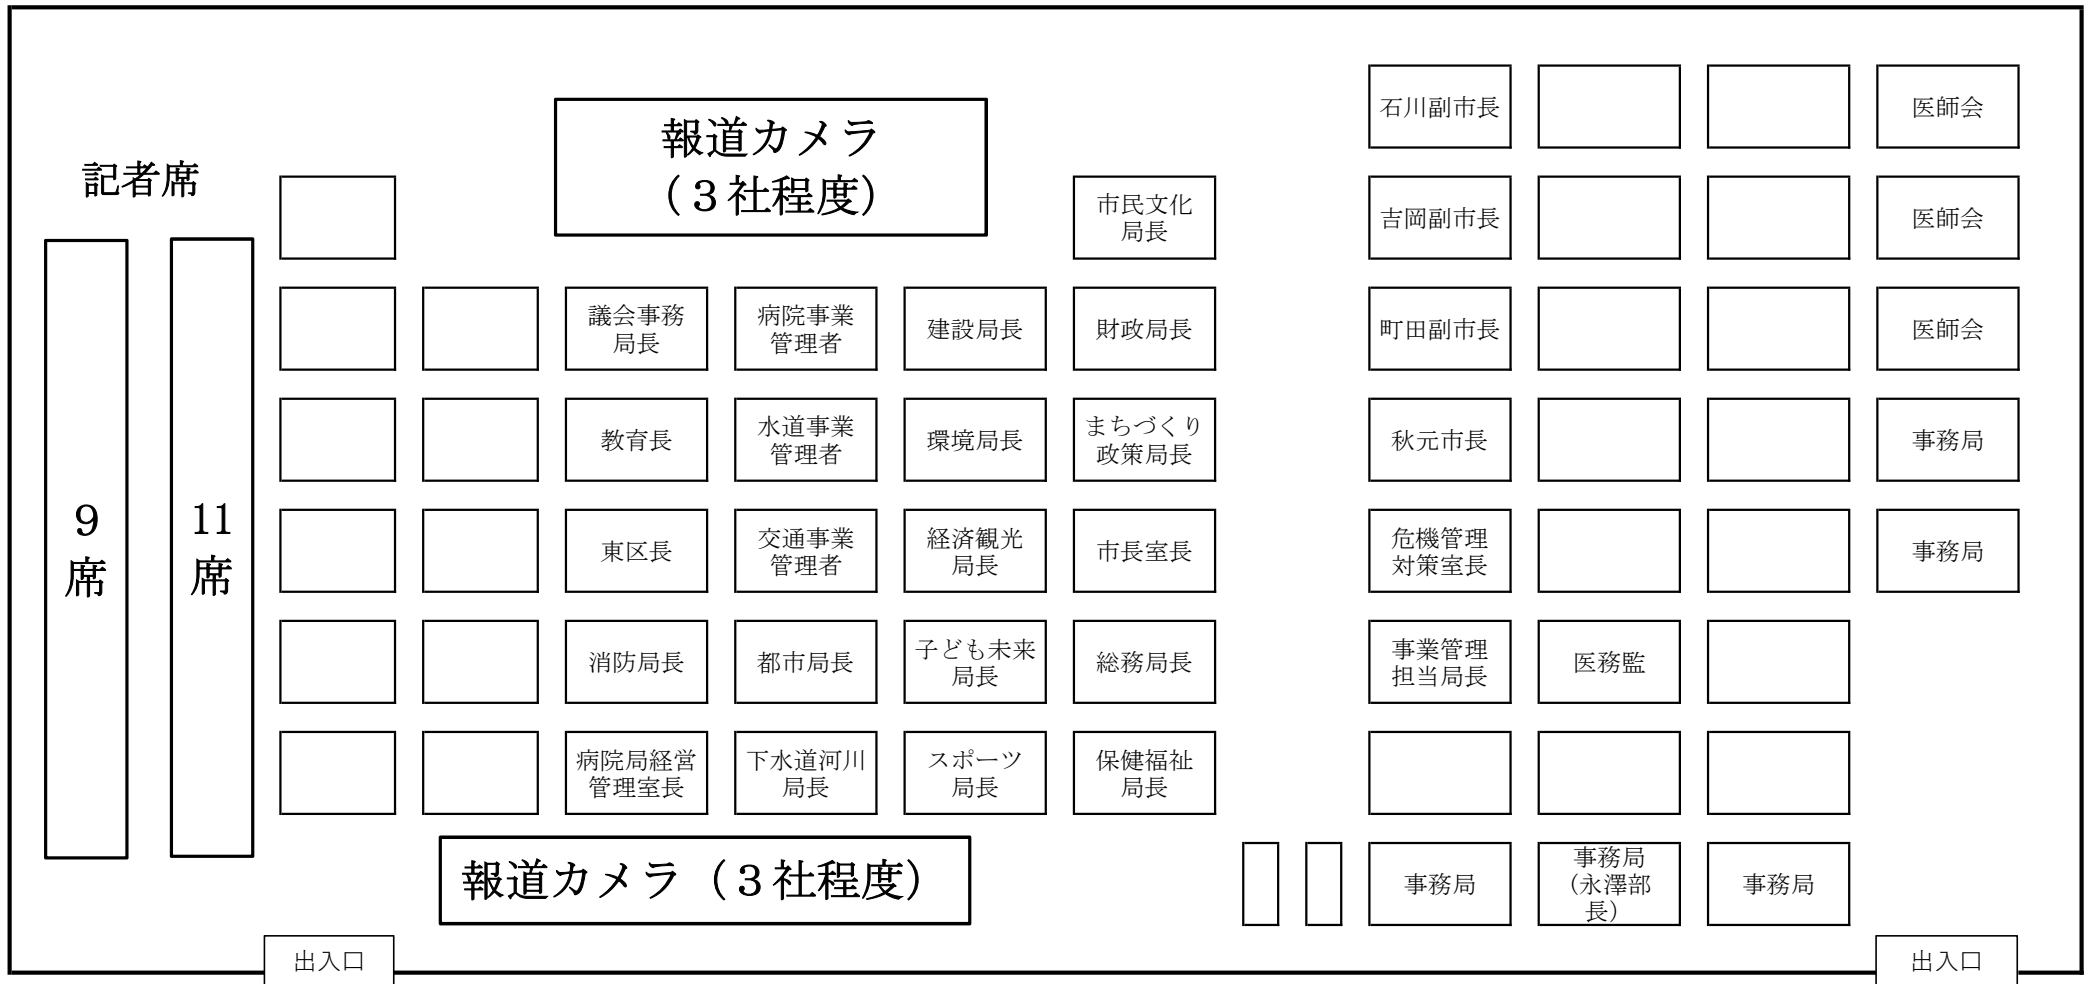 石川副市長
医師会
報道カメラ
（３社程度）
記者席
市民文化
局長
吉岡副市長
医師会
議会事務
局長
病院事業
管理者
建設局長
財政局長
町田副市長
医師会
教育長
水道事業
管理者
環境局長
まちづくり
政策局長
秋元市長
事務局
9
席
11
席
東区長
交通事業
管理者
経済観光
局長
市長室長
危機管理
対策室長
事務局
消防局長
都市局長
子ども未来
局長
総務局長
事業管理
担当局長
医務監
病院局経営
管理室長
下水道河川
局長
スポーツ
局長
保健福祉
局長
報道カメラ（３社程度）
事務局
事務局
（永澤部
長）
事務局
出入口
出入口